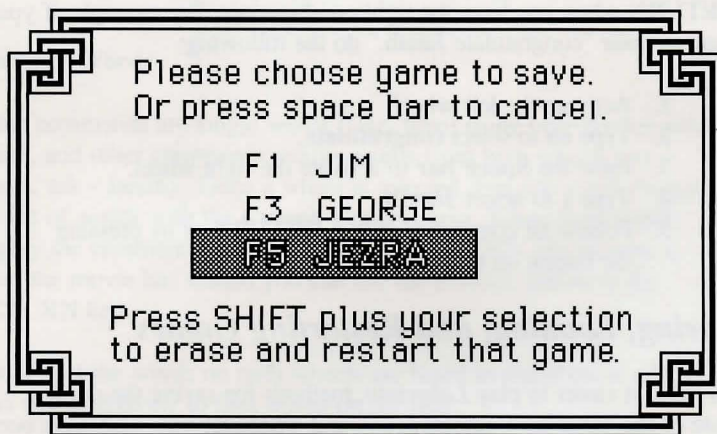 Please choose game to save.
Or press space bar to cancel.
F1 JIM
F3 GEORGE
F5 JEZRA
Press SHIFT plus your selection
to erase and restart that game.